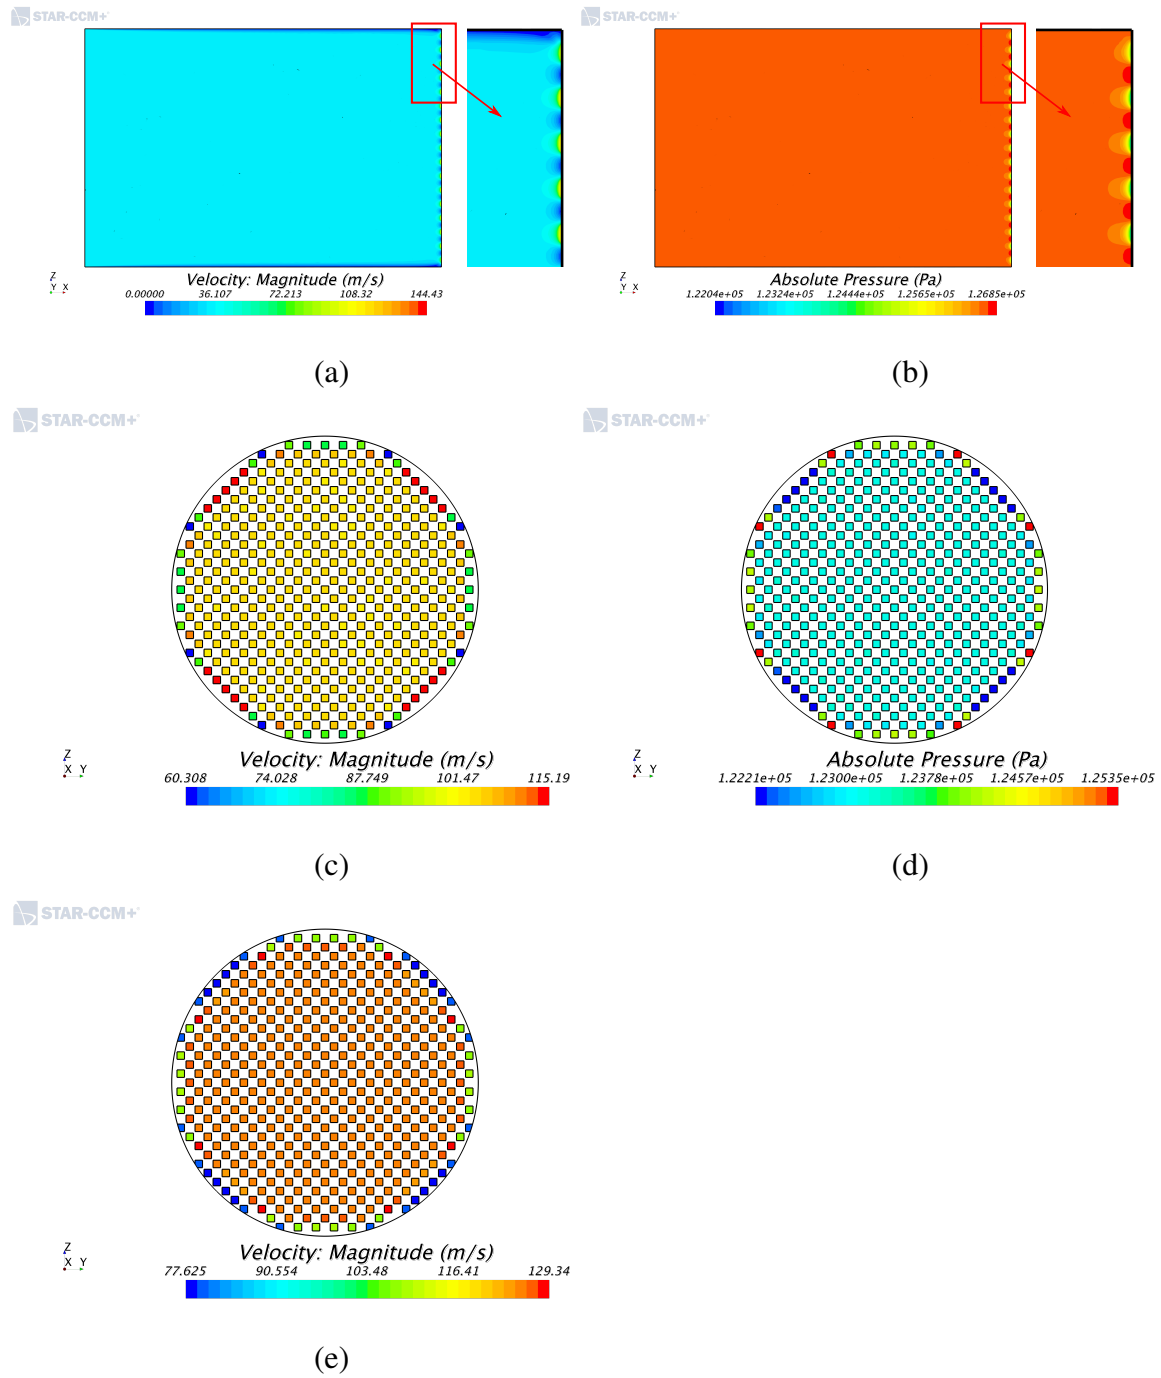 STAR-CCM+
STAR-CCM+
Z
Y X
Velocity: Magnitude (m/s)
0.00000 36.107 72.213 108.32 144.43
Z
Y X
Absolute Pressure (Pa)
1.2204e+05 1.2324e+05 1.2444e+05 1.2565e+05 1.2685e+05
(a)
(b)
STAR-CCM+
STAR-CCM+
Z
X Y
Velocity: Magnitude (m/s)
60.308 74.028 87.749 101.47 115.19
Z
X Y
Absolute Pressure (Pa)
1.2221e+05 1.2300e+05 1.2378e+05 1.2457e+05 1.2535e+05
(c)
(d)
STAR-CCM+
Z
X Y
Velocity: Magnitude (m/s)
77.625 90.554 103.48 116.41 129.34
(e)